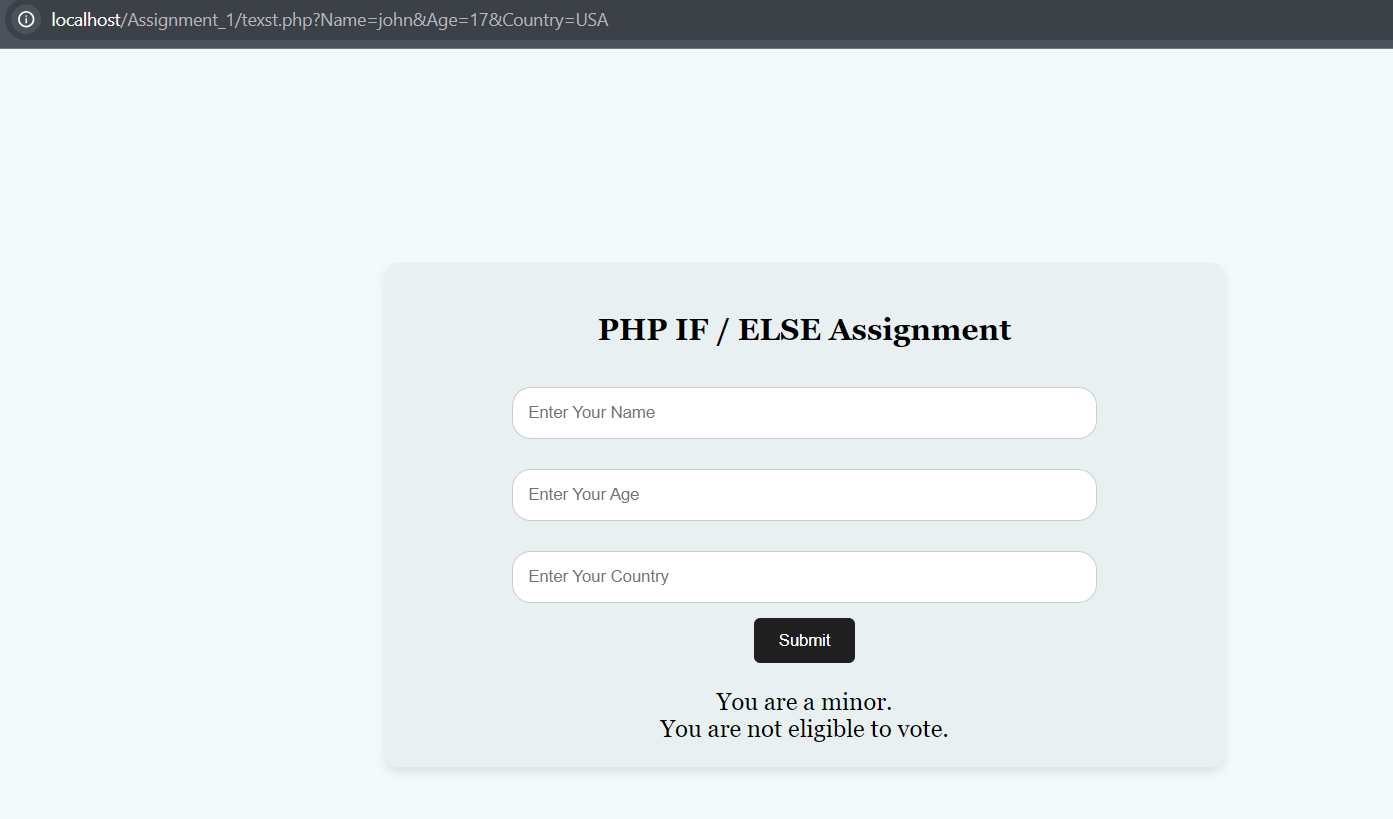 localhost/Assignment_1/texst.php?Name=john&Age=17&Country=USA
PHP IF / ELSE Assignment
Enter Your Name
Enter Your Age
Enter Your Country
Submit
You are a minor.
You are not eligible to vote.